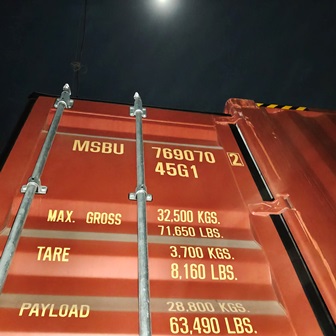 MSBU 769070 2
45G1
MAX. GROSS 32,500 KGS.
71,650 LBS.
TARE 3,700 KGS.
8,160 LBS.
PAYLOAD 28,800 KGS.
63,490 LBS.